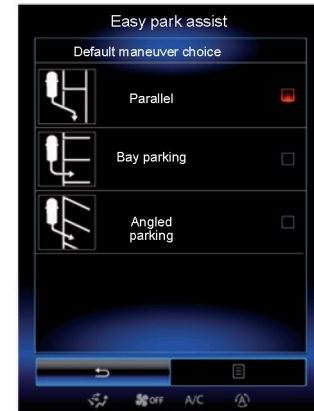 Easy park assist
Default maneuver choice
Parallel
Bay parking
Angled
parking
OFF A/C A